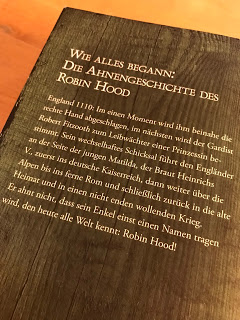 WIE ALLES BEGANN:
DIE AHNENGESCHICHTE DES
ROBIN HOOD
England 1110: Im einen Moment wird ihm beinahe die
rechte Hand abgeschlagen, im nächsten wird der Gardist
Robert Fitzooth zum Leibwächter einer Prinzessin be-
stimmt. Sein wechselhaftes Schicksal führt den Engländer
an der Seite der jungen Matilda, der Braut Heinrichs
V., zuerst ins deutsche Kaiserreich, dann weiter über die
Alpen bis ins ferne Rom und schließlich zurück in die alte
Heimat und in einen nicht enden wollenden Krieg.
Er ahnt nicht, dass sein Enkel einst einen Namen tragen
wird, den heute alle Welt kennt: Robin Hood!